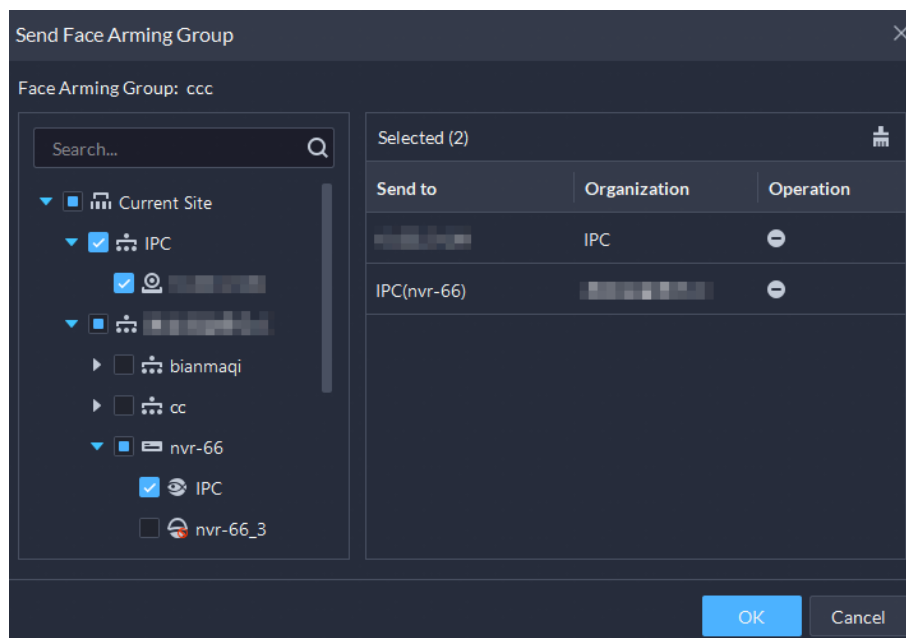 Send Face Arming Group
Face Arming Group: ccc
Search...
Current Site
IPC
bianmaqi
cc
nvr-66
IPC
nvr-66_3
Selected (2)
Send to Organization Operation
IPC
IPC(nvr-66)
OK Cancel